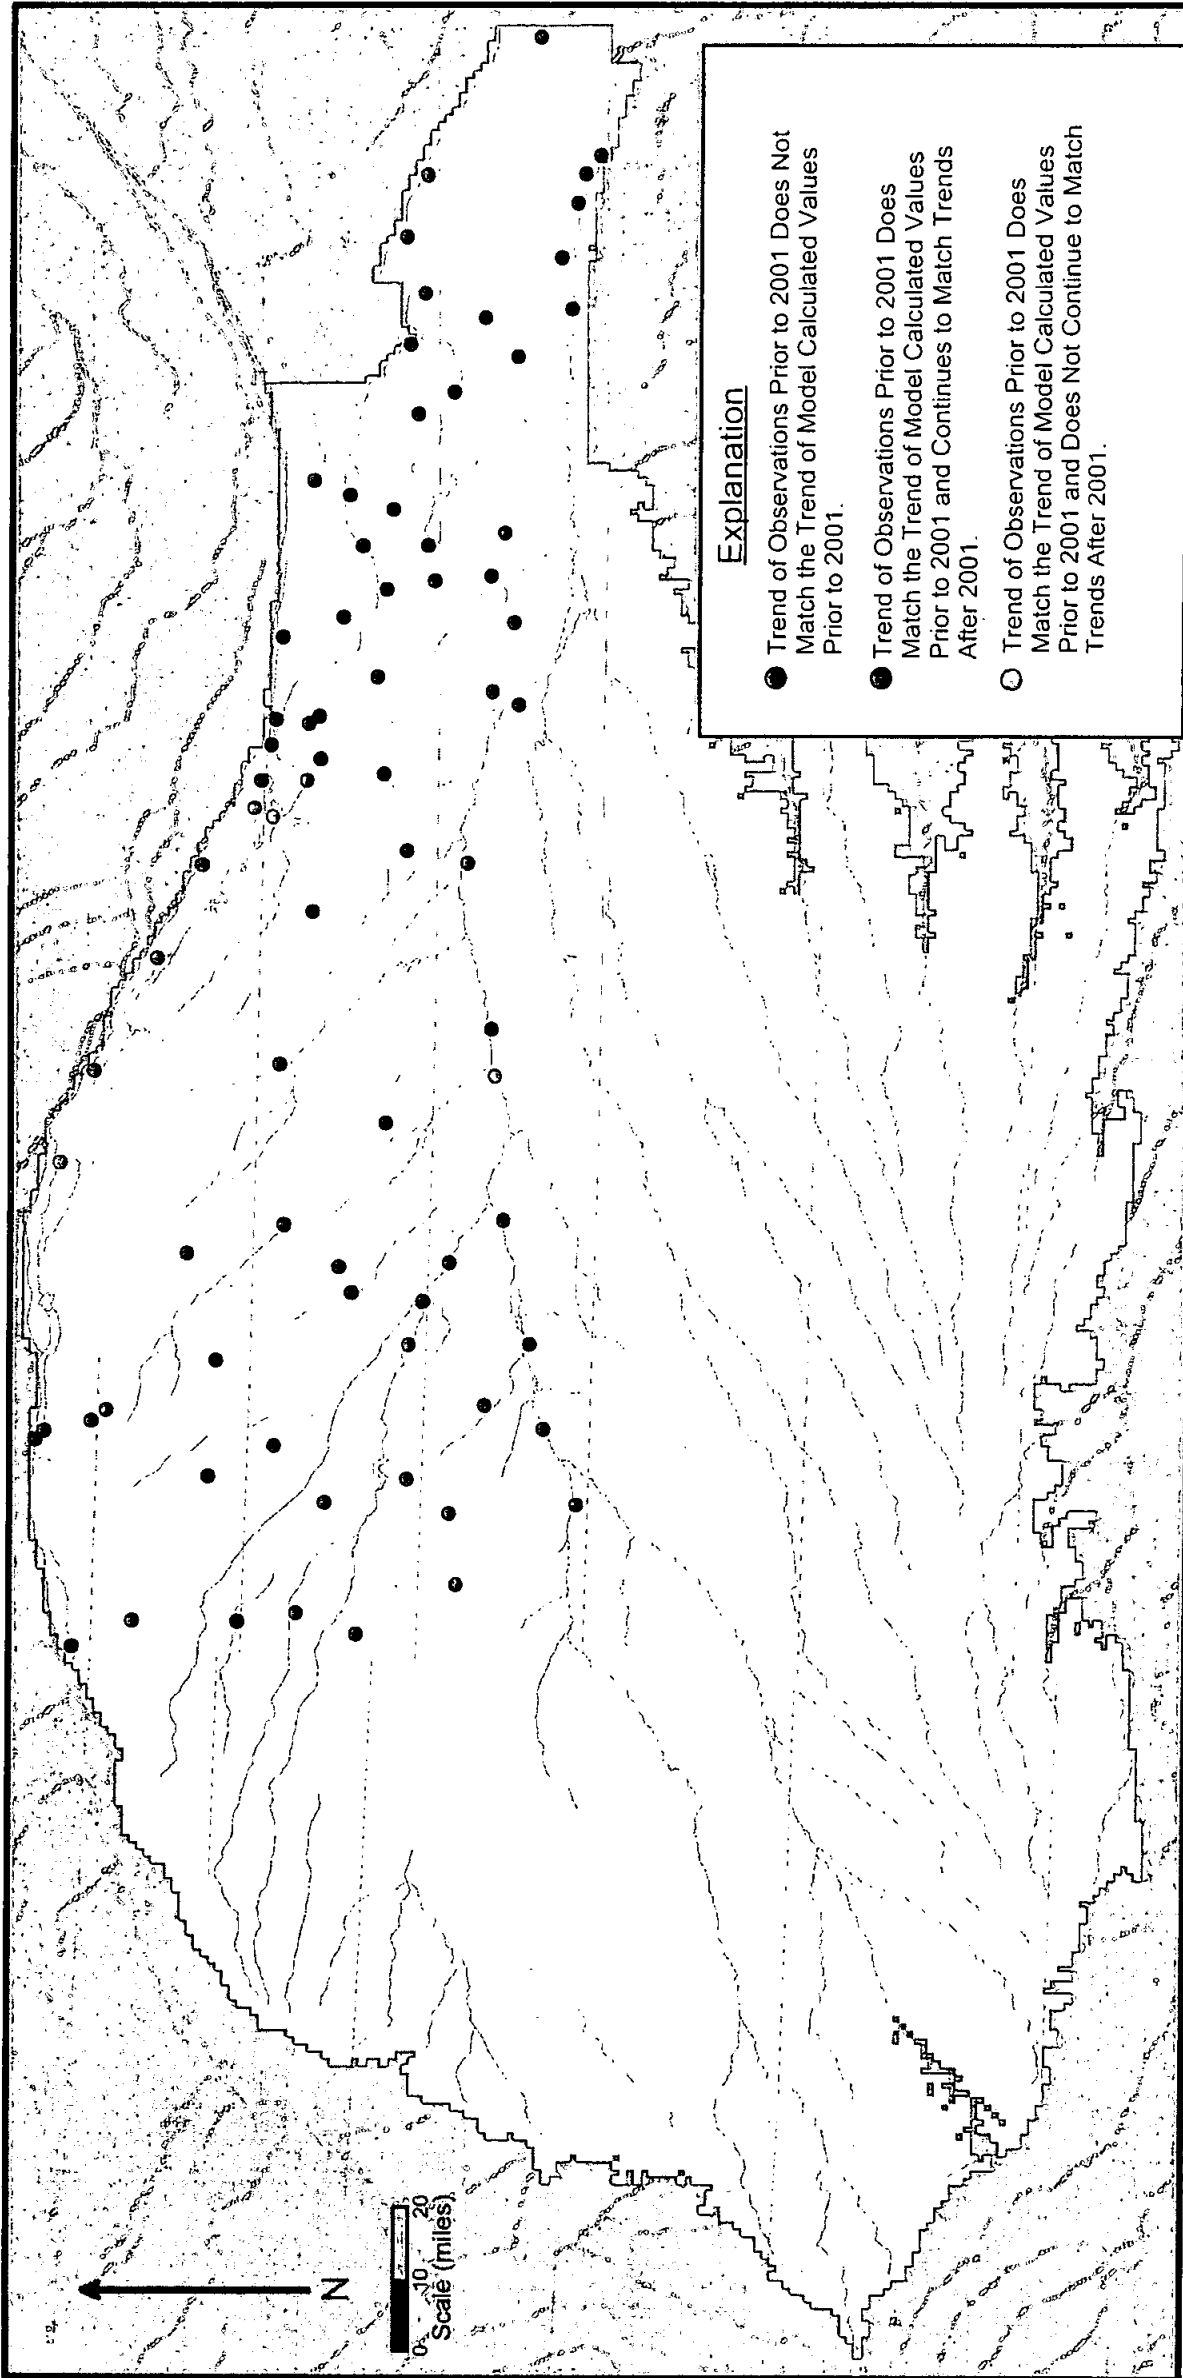 Explanation
Trend of Observations Prior to 2001 Does Not
Match the Trend of Model Calculated Values
Prior to 2001.
Trend of Observations Prior to 2001 Does
Match the Trend of Model Calculated Values
Prior to 2001 and Continues to Match Trends
After 2001.
Trend of Observations Prior to 2001 Does
Match the Trend of Model Calculated Values
Prior to 2001 and Does Not Continue to Match
Trends After 2001.
N
0 10 20
Scale (miles)